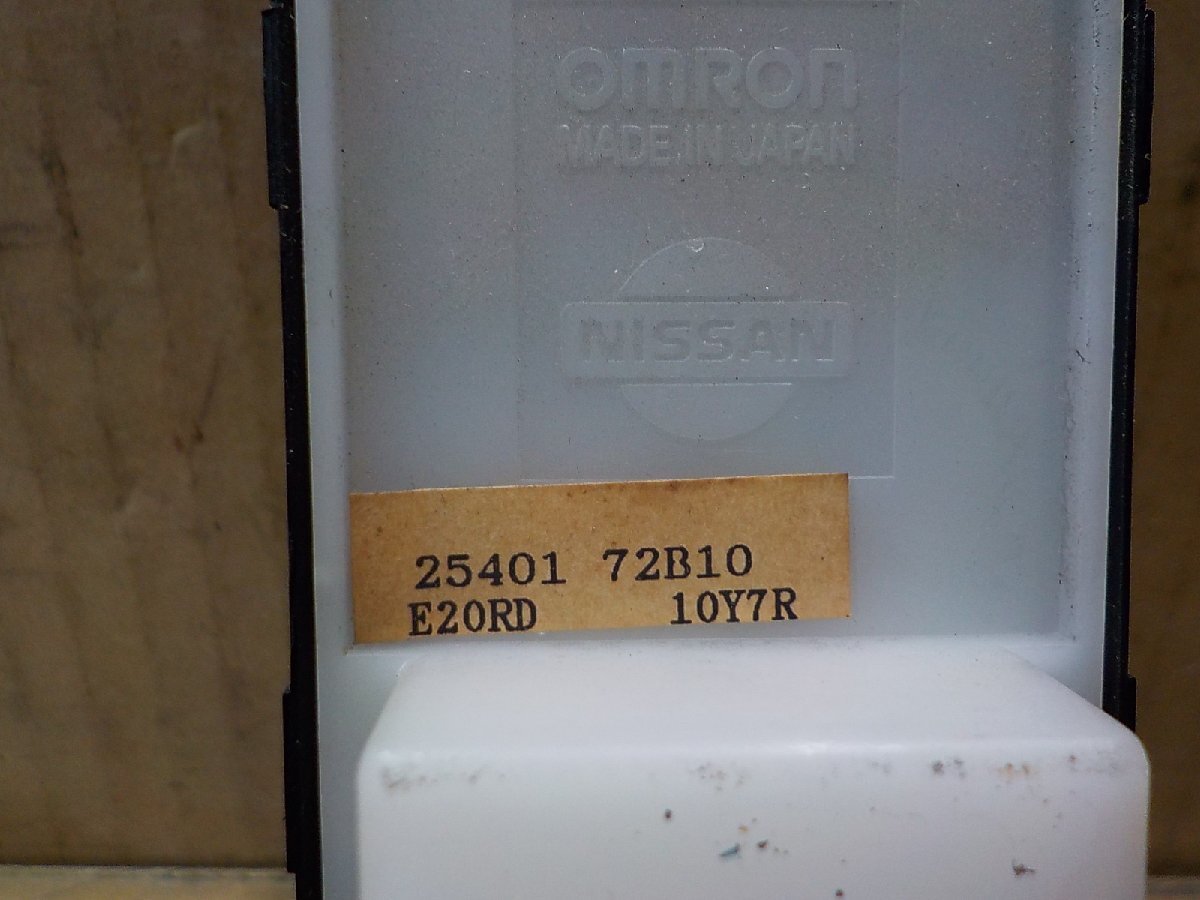 OMRON
MADE IN JAPAN
NISSAN
25401 72B10
E20RD 10Y7R